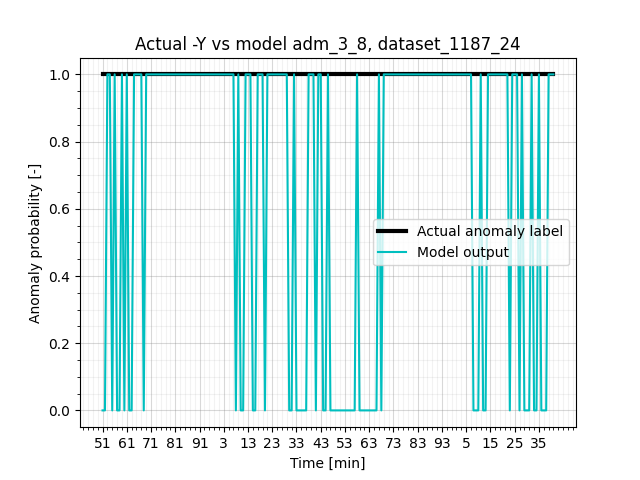 Actual -Y vs model adm_3_8, dataset_1187_24
Anomaly probability [-]
1.0
0.8
0.6
0.4
0.2
0.0
Actual anomaly label
Model output
51 61 71 81 91 3 13 23 33 43 53 63 73 83 93 5 15 25 35
Time [min]